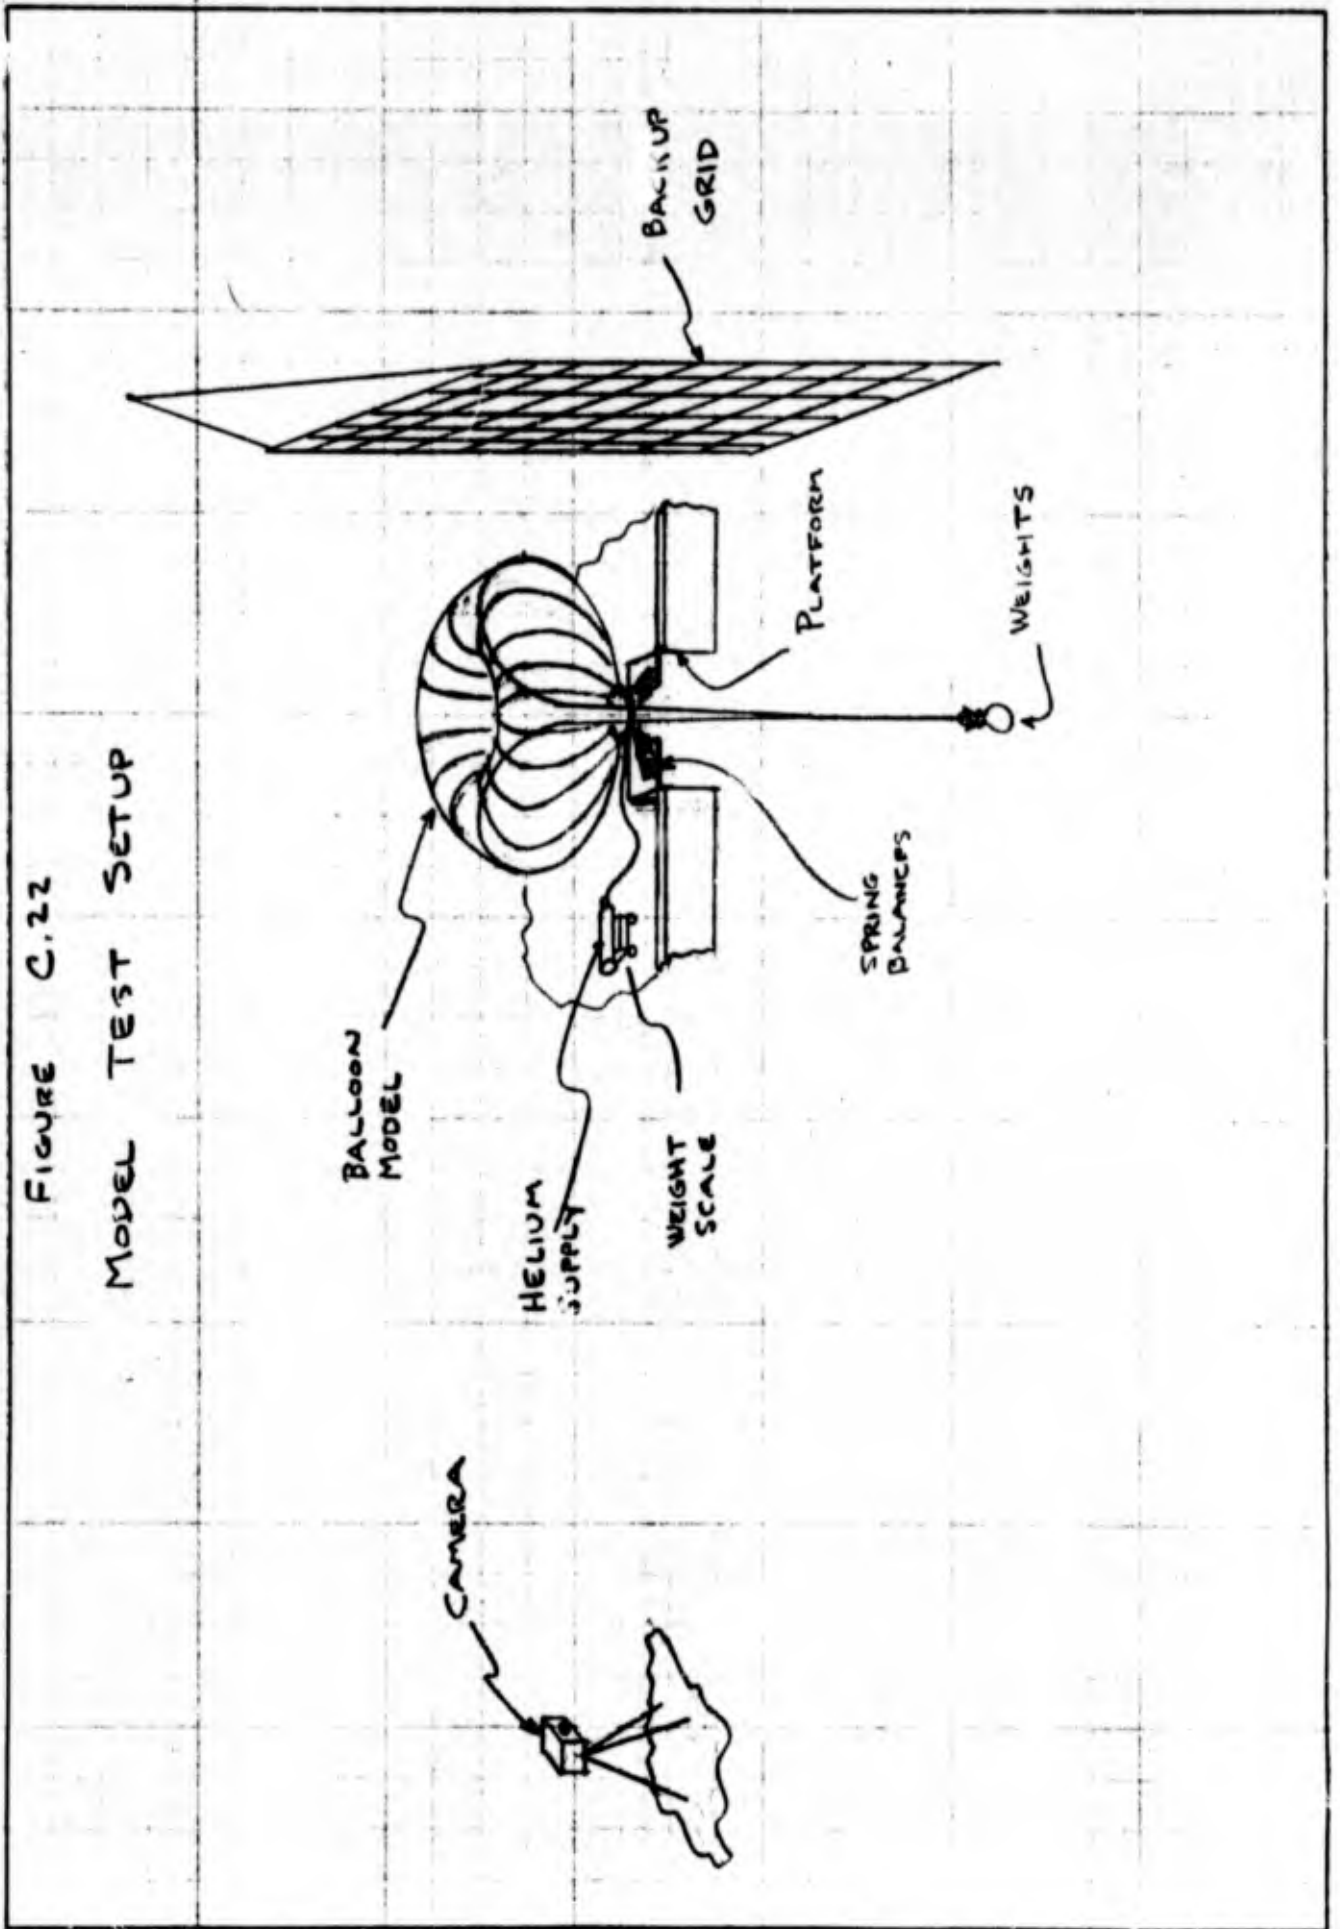 FIGURE C.22
MODEL TEST SETUP
CAMERA
BALLOON
MODEL
HELIUM
SUPPLY
WEIGHT
SCALE
SPRING
BALANCES
PLATFORM
WEIGHTS
BACKUP
GRID